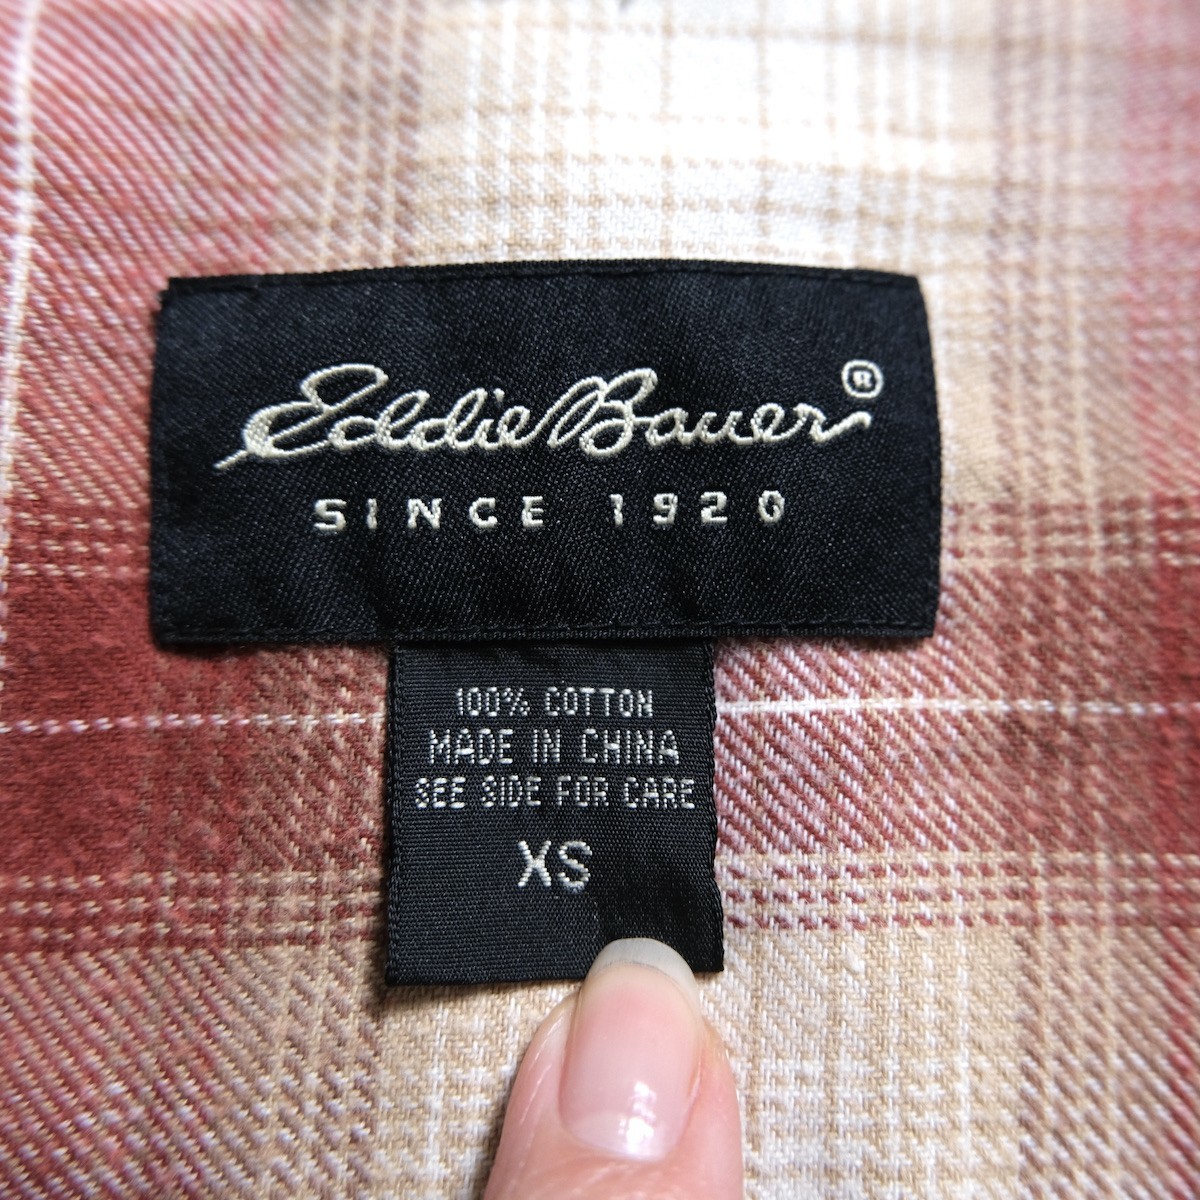 Eddie Bauer®
SINCE 1920
100% COTTON
MADE IN CHINA
SEE SIDE FOR CARE
XS